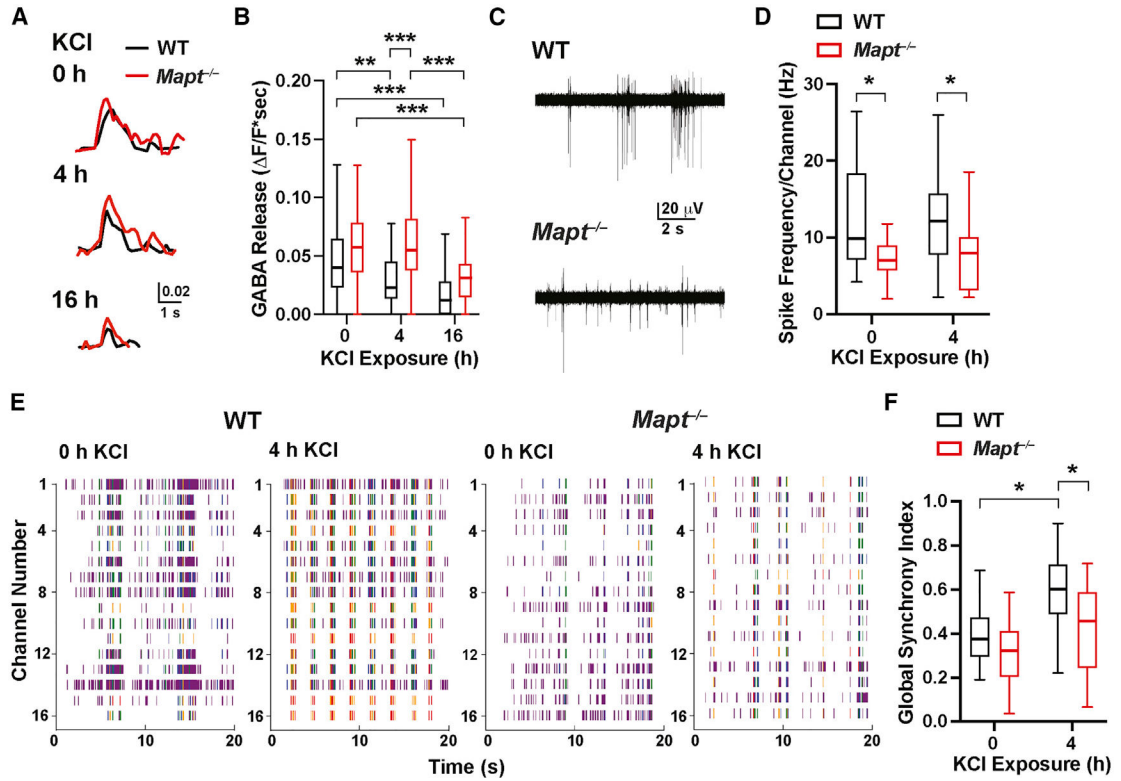 A
KCl
WT
Mapt–/–
0 h
4 h
16 h
0.02
1 s
B
GABA Release (ΔF/F*sec)
0.20
0.15
0.10
0.05
0.00
***
** ***
***
***
0 4 16
KCl Exposure (h)
C
WT
20 μV
2 s
Mapt–/–
D
WT
Mapt–/–
Spike Frequency/Channel (Hz)
30
20
10
0
* *
0 4
KCl Exposure (h)
E
WT Mapt–/–
0 h KCl 4 h KCl 0 h KCl 4 h KCl
Channel Number
1 1 1 1
4 4 4 4
8 8 8 8
12 12 12 12
16 16 16 16
0 10 20 0 10 20 0 10 20 0 10 20
Time (s)
F
WT
Mapt–/–
Global Synchrony Index
1.0
0.8
0.6
0.4
0.2
0.0
* *
0 4
KCl Exposure (h)